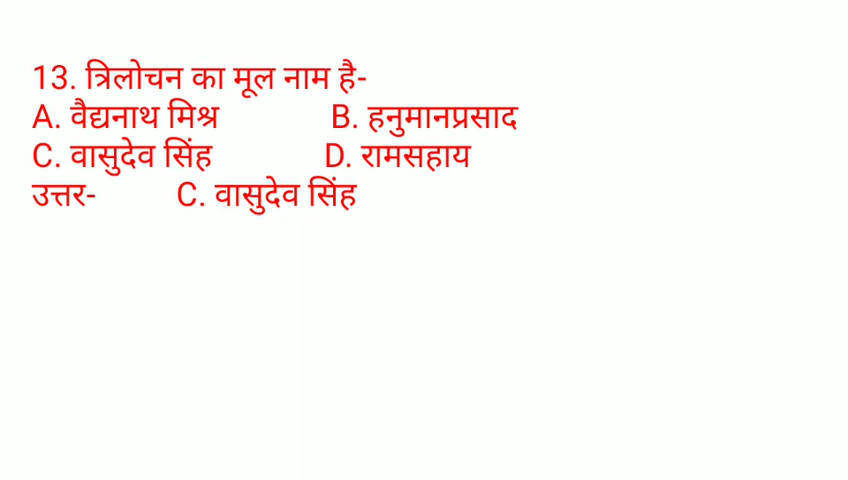 13. त्रिलोचन का मूल नाम है-
A. वैद्यनाथ मिश्र B. हनुमानप्रसाद
C. वासुदेव सिंह D. रामसहाय
उत्तर- C. वासुदेव सिंह